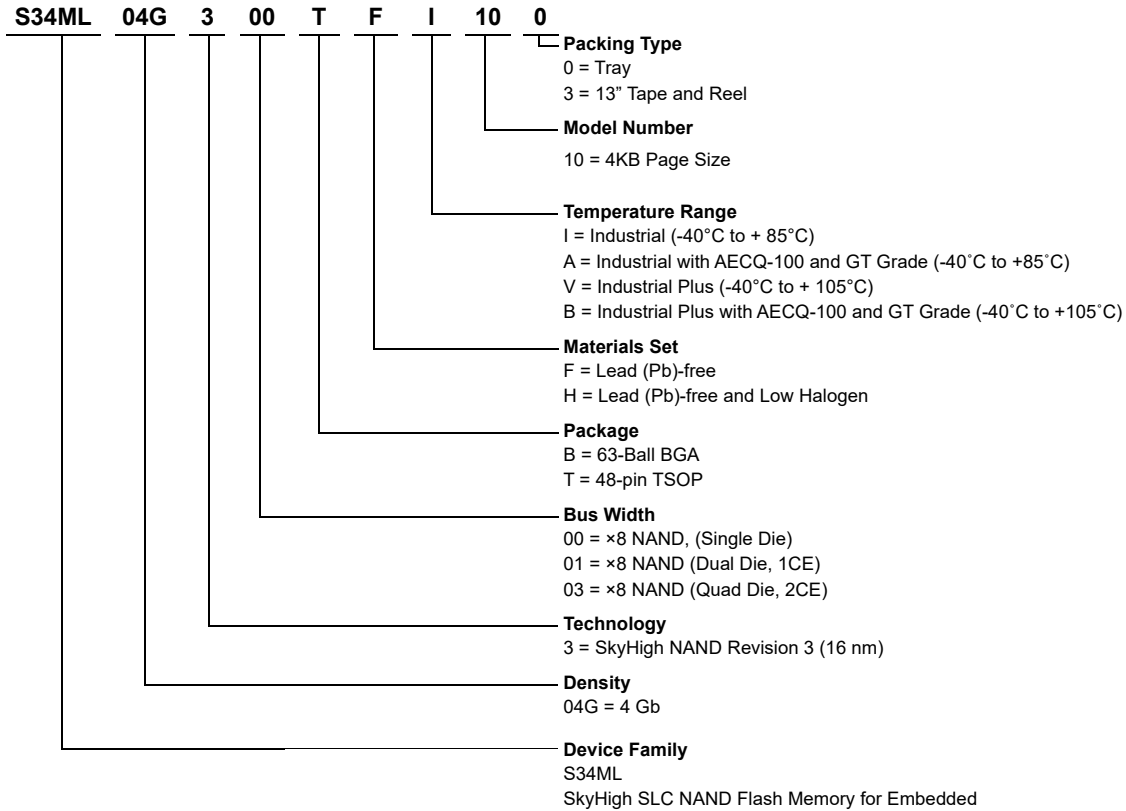 S34ML 04G 3 00 T F I 10 0
Packing Type
0 = Tray
3 = 13” Tape and Reel
Model Number
10 = 4KB Page Size
Temperature Range
I = Industrial (-40°C to + 85°C)
A = Industrial with AECQ-100 and GT Grade (-40˚C to +85˚C)
V = Industrial Plus (-40°C to + 105°C)
B = Industrial Plus with AECQ-100 and GT Grade (-40˚C to +105˚C)
Materials Set
F = Lead (Pb)-free
H = Lead (Pb)-free and Low Halogen
Package
B = 63-Ball BGA
T = 48-pin TSOP
Bus Width
00 = ×8 NAND, (Single Die)
01 = ×8 NAND (Dual Die, 1CE)
03 = ×8 NAND (Quad Die, 2CE)
Technology
3 = SkyHigh NAND Revision 3 (16 nm)
Density
04G = 4 Gb
Device Family
S34ML
SkyHigh SLC NAND Flash Memory for Embedded